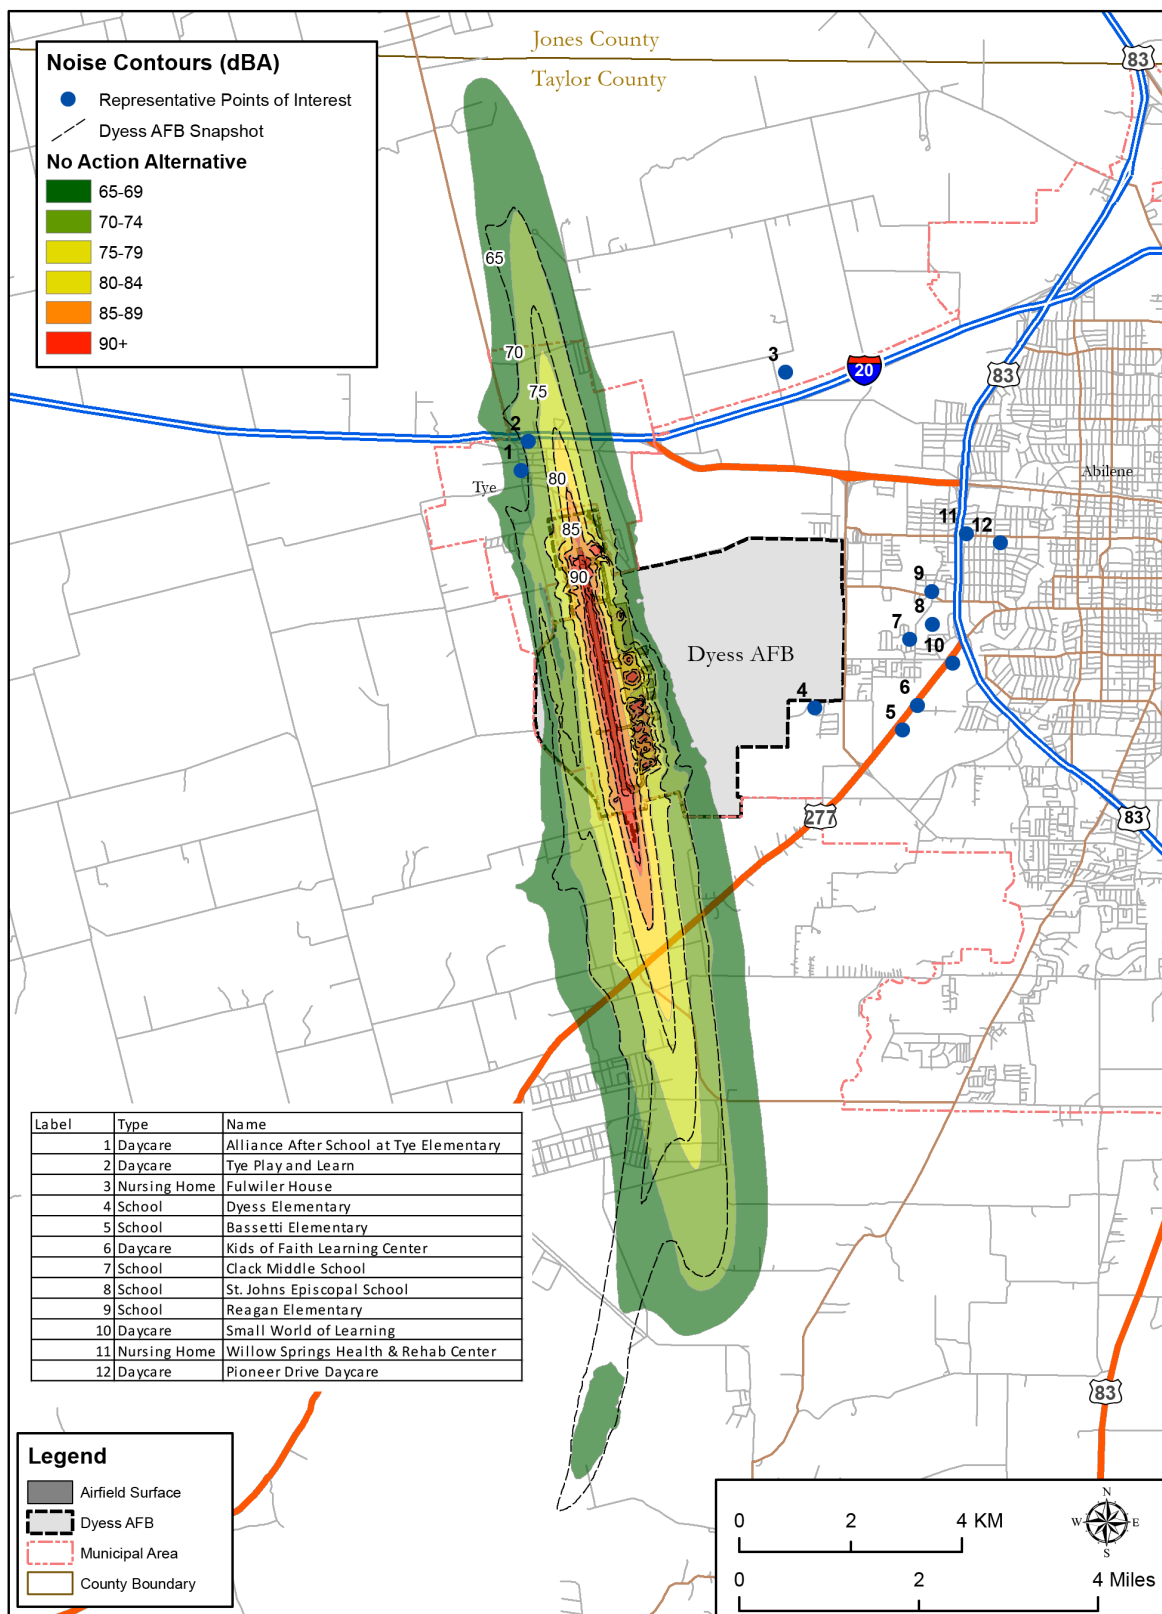 Jones County
Taylor County
83
Noise Contours (dBA)
Representative Points of Interest
Dyess AFB Snapshot
No Action Alternative
65-69
70-74
75-79
80-84
85-89
90+
65
70
75
80
85
90
3
20
83
2
1
Tye
Abilene
11
12
9
8
7
10
Dyess AFB
4
6
5
277
83
Label Type Name
1 Daycare Alliance After School at Tye Elementary
2 Daycare Tye Play and Learn
3 Nursing Home Fulwiler House
4 School Dyess Elementary
5 School Bassetti Elementary
6 Daycare Kids of Faith Learning Center
7 School Clack Middle School
8 School St. Johns Episcopal School
9 School Reagan Elementary
10 Daycare Small World of Learning
11 Nursing Home Willow Springs Health & Rehab Center
12 Daycare Pioneer Drive Daycare
83
Legend
Airfield Surface
Dyess AFB
Municipal Area
County Boundary
0 2 4 KM
0 2 4 Miles
N
W E
S